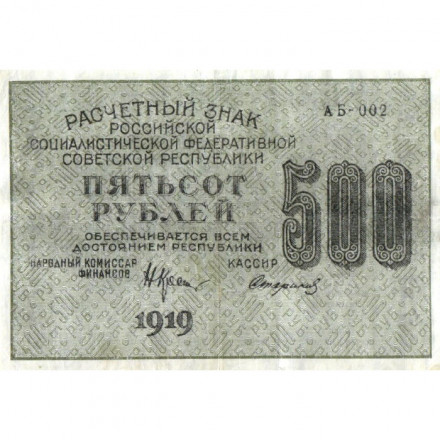 РАСЧЕТНЫЙ ЗНАК
АБ-002
РОССИЙСКОЙ
СОЦИАЛИСТИЧЕСКОЙ ФЕДЕРАТИВНОЙ
СОВЕТСКОЙ РЕСПУБЛИКИ
ПЯТЬСОТ
РУБЛЕЙ
500
ОБЕСПЕЧИВАЕТСЯ ВСЕМ
ДОСТОЯНИЕМ РЕСПУБЛИКИ
НАРОДНЫЙ КОМИССАР
ФИНАНСОВ
КАССИР
1919